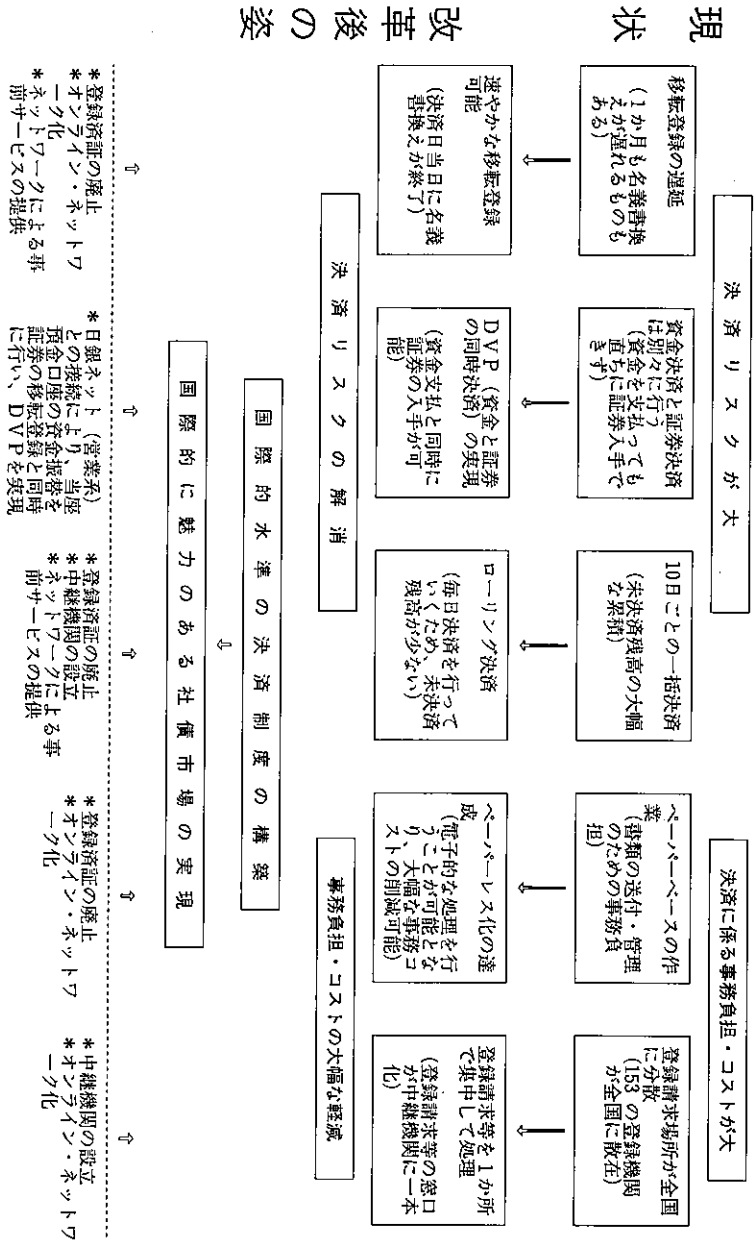 現状
決済リスクが大
決済に係る事務負担・コストが大
移転登録の遅延
(1か月も名義書換
えが遅れるものも
ある)
資金決済と証券決済
は別々に行う
(資金を支払っても
直ちに証券入手で
きず)
10日ごとの一括決済
(未決済残高の大幅
な累積)
ペーパーベースの作
業
(書類の送付・管理
のための事務負
担)
登録請求場所が全国
に分散
(153の登録機関
が全国に散在)
改革後の姿
速やかな移転登録
可能
(決済日当日に名義
書換えが終了)
DVP(資金と証券
の同時決済)の実現
(資金支払と同時に
証券の入手が可
能)
ローリング決済
(毎日決済を行って
いくため、未決済
残高が少ない)
ペーパーレス化の達
成
(電子的な処理を行
うことが可能とな
り、大幅な事務コ
ストの削減可能)
登録請求等を1か所
で集中して処理
(登録請求等の窓口
が中継機関に一本
化)
決済リスクの解消
事務負担・コストの大幅な軽減
国際的水準の決済制度の構築
国際的に魅力のある社債市場の実現
*登録済証の廃止
*オンライン・ネットワ
ーク化
*ネットワークによる事
前サービスの提供
*日銀ネット(営業系)
との接続により、当座
預金口座の資金振替を
証券の移転登録と同時
に行い、DVPを実現
*登録済証の廃止
*中継機関の設立
*ネットワークによる事
前サービスの提供
*登録済証の廃止
*オンライン・ネットワ
ーク化
*中継機関の設立
*オンライン・ネットワ
ーク化